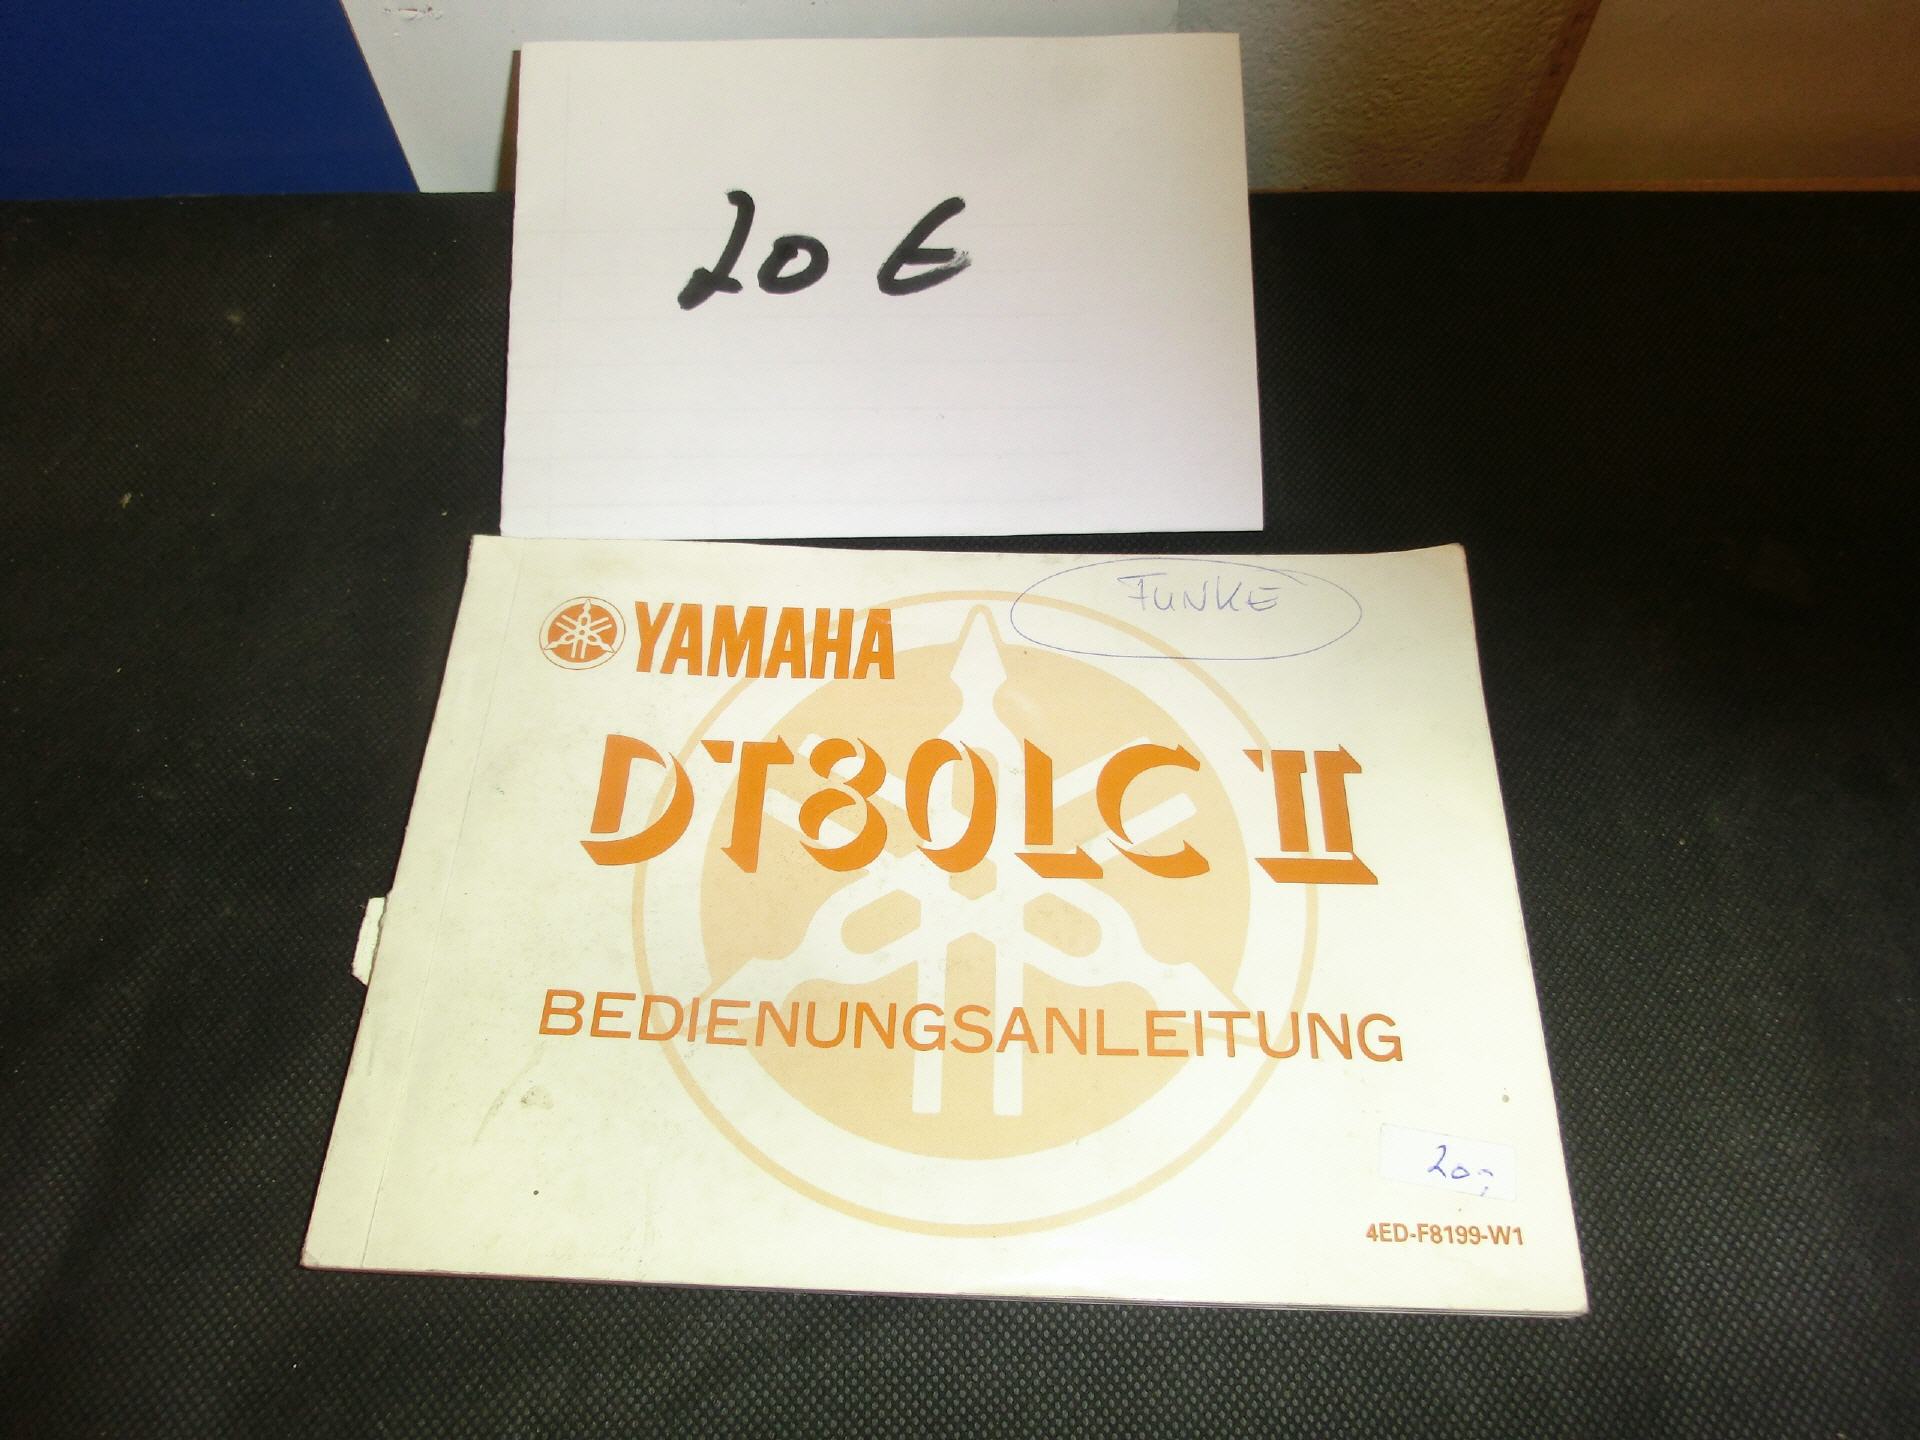 20 €
FUNKE
YAMAHA
DT80LC II
BEDIENUNGSANLEITUNG
20,-
4ED-F8199-W1